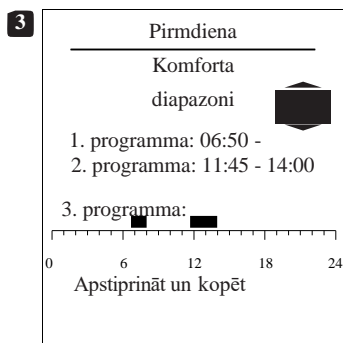 3
Pirmdiena
Komforta
diapazoni
1. programma: 06:50 -
2. programma: 11:45 - 14:00
3. programma:
0 6 12 18 24
Apstiprināt un kopēt